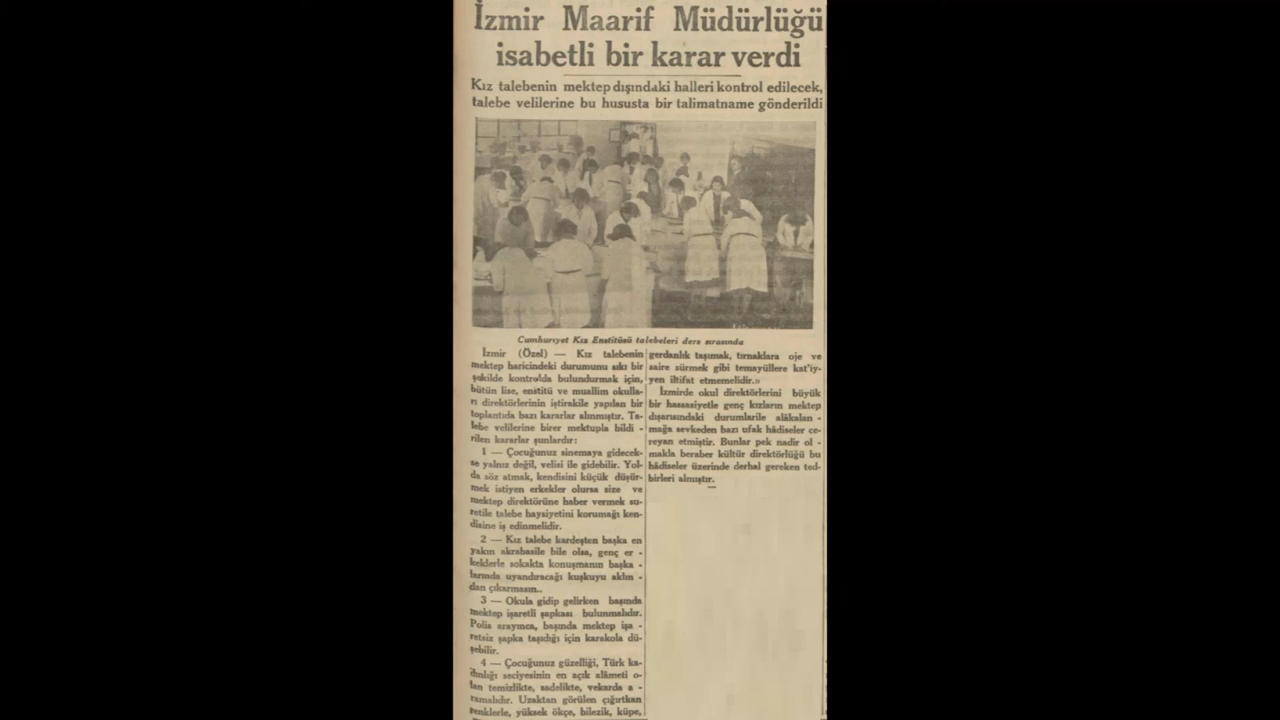 İzmir Maarif Müdürlüğü
isabetli bir karar verdi
Kız talebenin mektep dışındaki halleri kontrol edilecek,
talebe velilerine bu hususta bir talimatname gönderildi
Cumhuriyet Kız Enstitüsü talebeleri ders sırasında
İzmir (Özel) — Kız talebenin
mektep haricindeki durumunu sıkı bir
şekilde kontrolda bulundurmak için,
bütün lise, enstitü ve muallim okulla-
rı direktörlerinin iştirakile yapılan bir
toplantıda bazı kararlar alınmıştır. Ta-
lebe velilerine birer mektupla bildi -
rilen kararlar şunlardır:
1 — Çocuğunuz sinemaya gidecek-
se yalnız değil, velisi ile gidebilir. Yol-
da söz atmak, kendisini küçük düşür-
mek istiyen erkekler olursa size ve
mektep direktörüne haber vermek su-
retile talebe haysiyetini korumağı ken-
disine iş edinmelidir.
2 — Kız talebe kardeşten başka en
yakın akrabasile bile olsa, genç er -
keklerle sokakta konuşmanın başka -
larında uyandıracağı kuşkuyu aklın -
dan çıkarmasın..
3 — Okula gidip gelirken başında
mektep işaretli şapkası bulunmalıdır.
Polis arayınca, başında mektep işa -
retsiz şapka taşıdığı için karakola dü-
şebilir.
4 — Çocuğunuz güzelliği, Türk ka-
dınlığı seciyesinin en açık alâmeti o-
lan temizlikte, sadelikte, vekarda a -
ramalıdır. Uzaktan görülen çığırtkan
renklerle, yüksek ökçe, bilezik, küpe,
gerdanlık taşımak, tırnaklara oje ve
saire sürmek gibi temayüllere kat'iy-
yen iltifat etmemelidir.»
İzmirde okul direktörlerini büyük
bir hassasiyetle genç kızların mektep
dışarısındaki durumlarile alâkalan -
mağa sevkeden bazı ufak hâdiseler ce-
reyan etmiştir. Bunlar pek nadir ol -
makla beraber kültür direktörlüğü bu
hâdiseler üzerinde derhal gereken ted-
birleri almıştır.